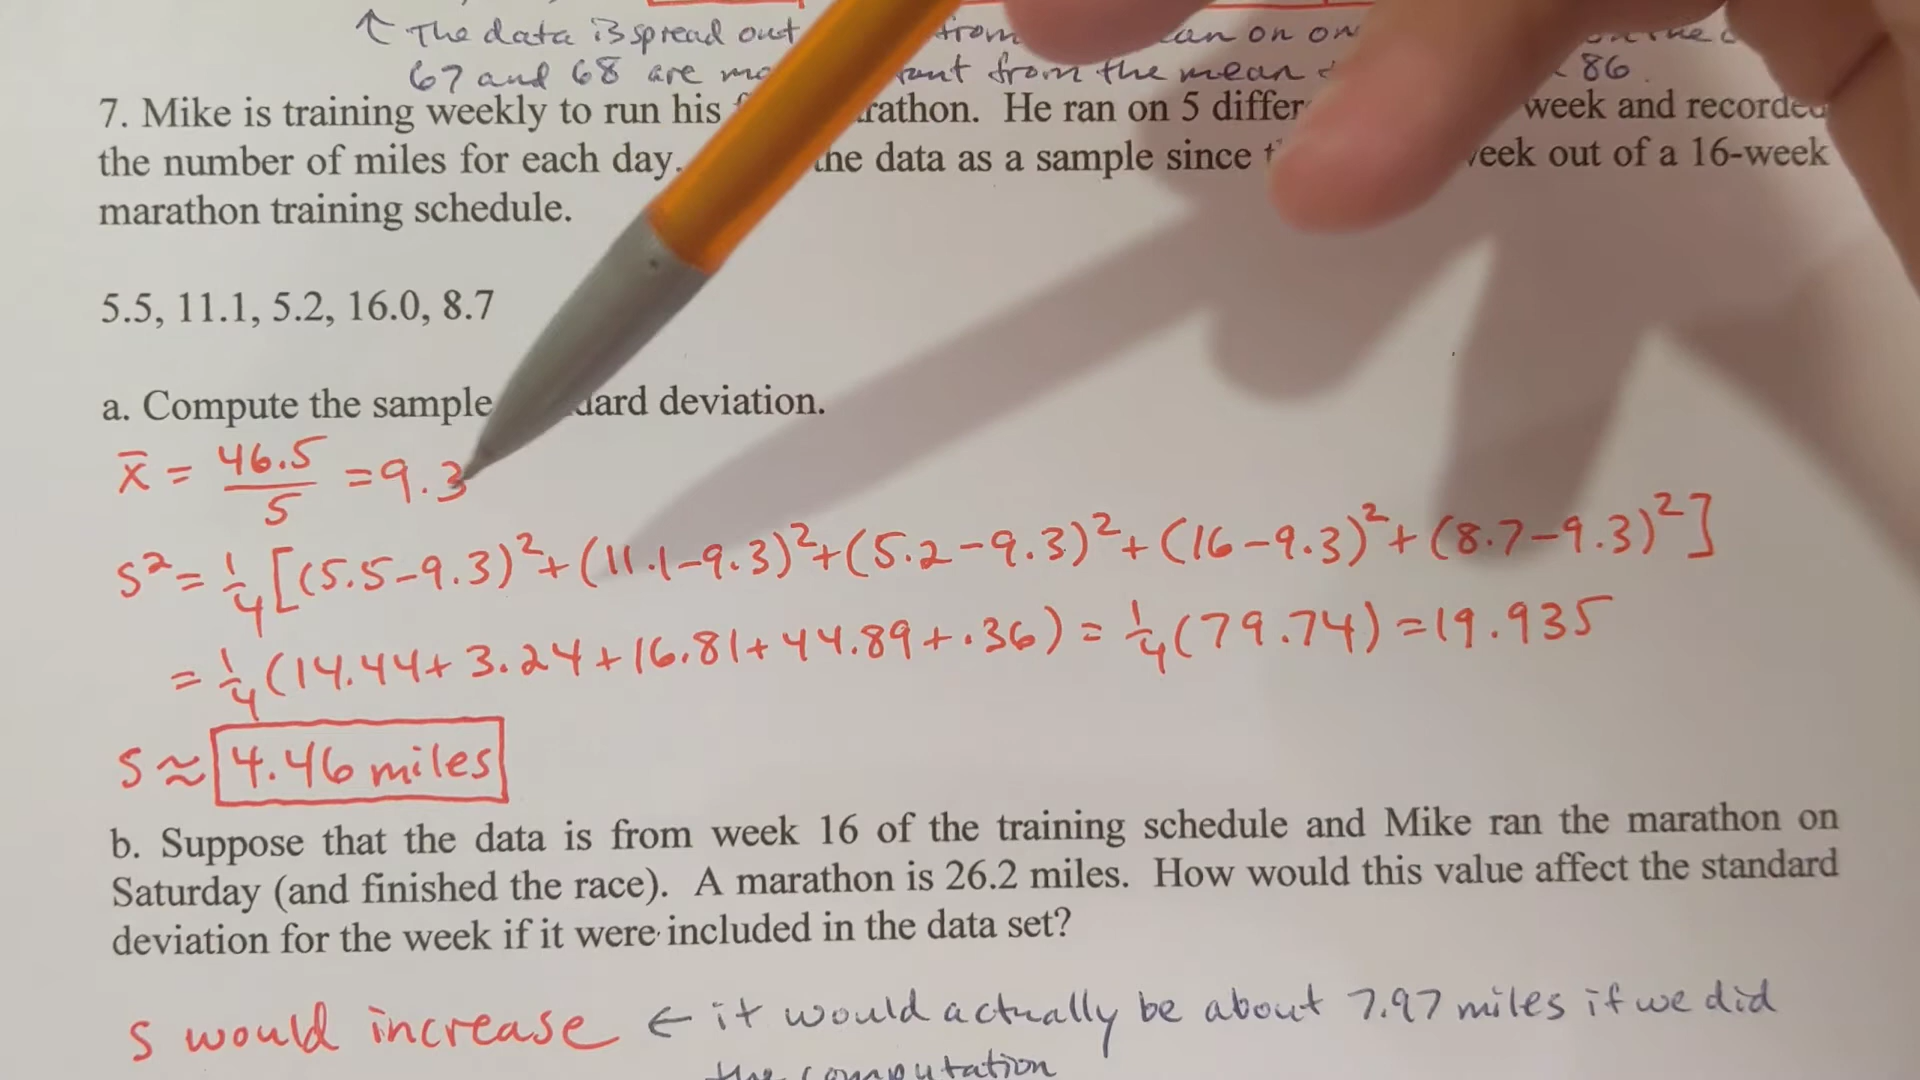 ↑ The data is spread out from on
67 and 68 are from the mean 86.
7. Mike is training weekly to run his He ran on 5 week and recorded
the number of miles for each day. the data as a sample since out of a 16-week
marathon training schedule.
5.5, 11.1, 5.2, 16.0, 8.7
a. Compute the sample deviation.
x̄ = 46.5/5 = 9.3
s² = 1/4 [(5.5-9.3)² + (11.1-9.3)² + (5.2-9.3)² + (16-9.3)² + (8.7-9.3)²]
= 1/4 (14.44 + 3.24 + 16.81 + 44.89 + .36) = 1/4 (79.74) = 19.935
s ≈ 4.46 miles
b. Suppose that the data is from week 16 of the training schedule and Mike ran the marathon on
Saturday (and finished the race). A marathon is 26.2 miles. How would this value affect the standard
deviation for the week if it were included in the data set?
s would increase ← it would actually be about 7.97 miles if we did
the computation